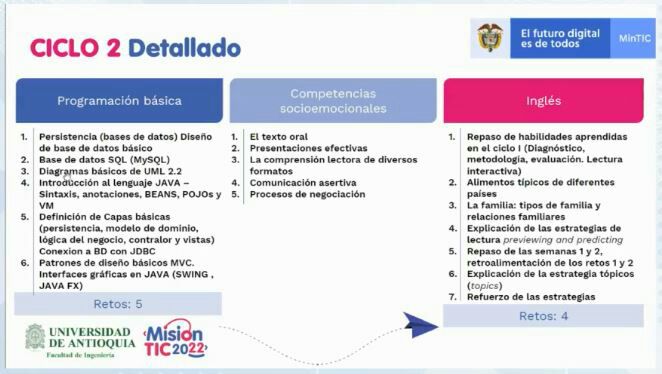 CICLO 2 Detallado
El futuro digital
es de todos
MinTIC
Programación básica
1. Persistencia (bases de datos) Diseño
de base de datos básico
2. Base de datos SQL (MySQL)
3. Diagramas básicos de UML 2.2
4. Introducción al lenguaje JAVA –
Sintaxis, anotaciones, BEANS, POJOs y
VM
5. Definición de Capas básicas
(persistencia, modelo de dominio,
lógica del negocio, contralor y vistas)
Conexion a BD con JDBC
6. Patrones de diseño básicos MVC.
Interfaces gráficas en JAVA (SWING ,
JAVA FX)
Retos: 5
Competencias
socioemocionales
1. El texto oral
2. Presentaciones efectivas
3. La comprensión lectora de diversos
formatos
4. Comunicación asertiva
5. Procesos de negociación
Inglés
1. Repaso de habilidades aprendidas
en el ciclo I (Diagnóstico,
metodología, evaluación. Lectura
interactiva)
2. Alimentos típicos de diferentes
países
3. La familia: tipos de familia y
relaciones familiares
4. Explicación de las estrategias de
lectura previewing and predicting
5. Repaso de las semanas 1 y 2,
retroalimentación de los retos 1 y 2
6. Explicación de la estrategia tópicos
(topics)
7. Refuerzo de las estrategias
Retos: 4
UNIVERSIDAD
DE ANTIOQUIA
Facultad de Ingeniería
Misión
TIC2022